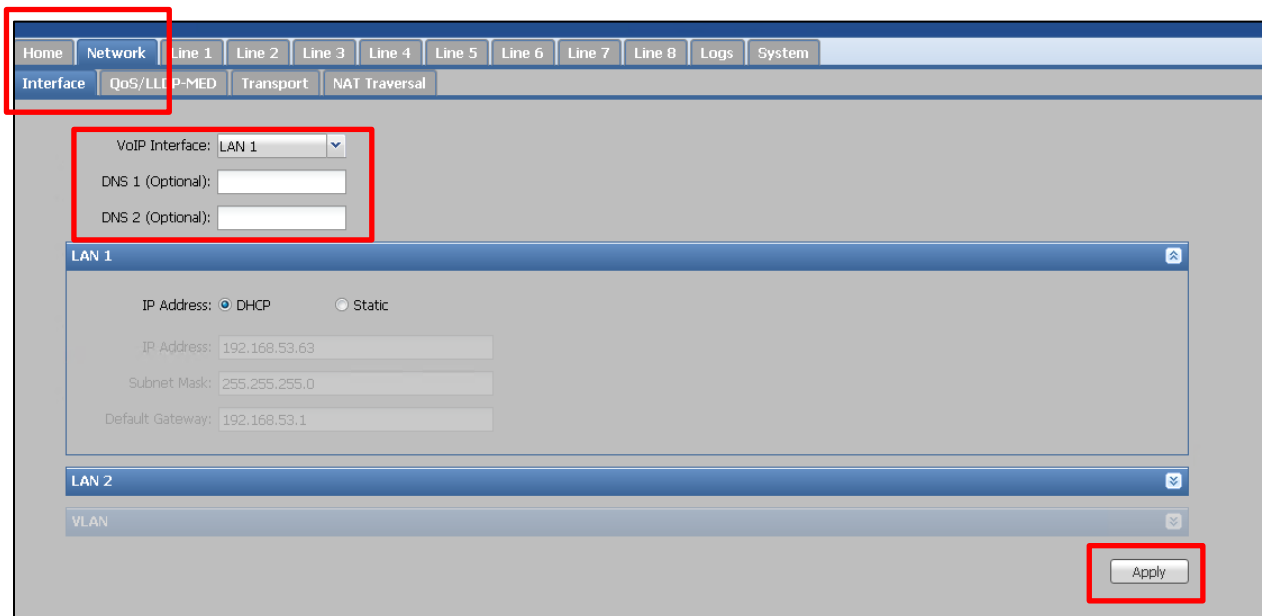 Home Network Line 1 Line 2 Line 3 Line 4 Line 5 Line 6 Line 7 Line 8 Logs System
Interface QoS/LLDP-MED Transport NAT Traversal
VoIP Interface: LAN 1
DNS 1 (Optional):
DNS 2 (Optional):
LAN 1
IP Address: DHCP Static
IP Address: 192.168.53.63
Subnet Mask: 255.255.255.0
Default Gateway: 192.168.53.1
LAN 2
VLAN
Apply